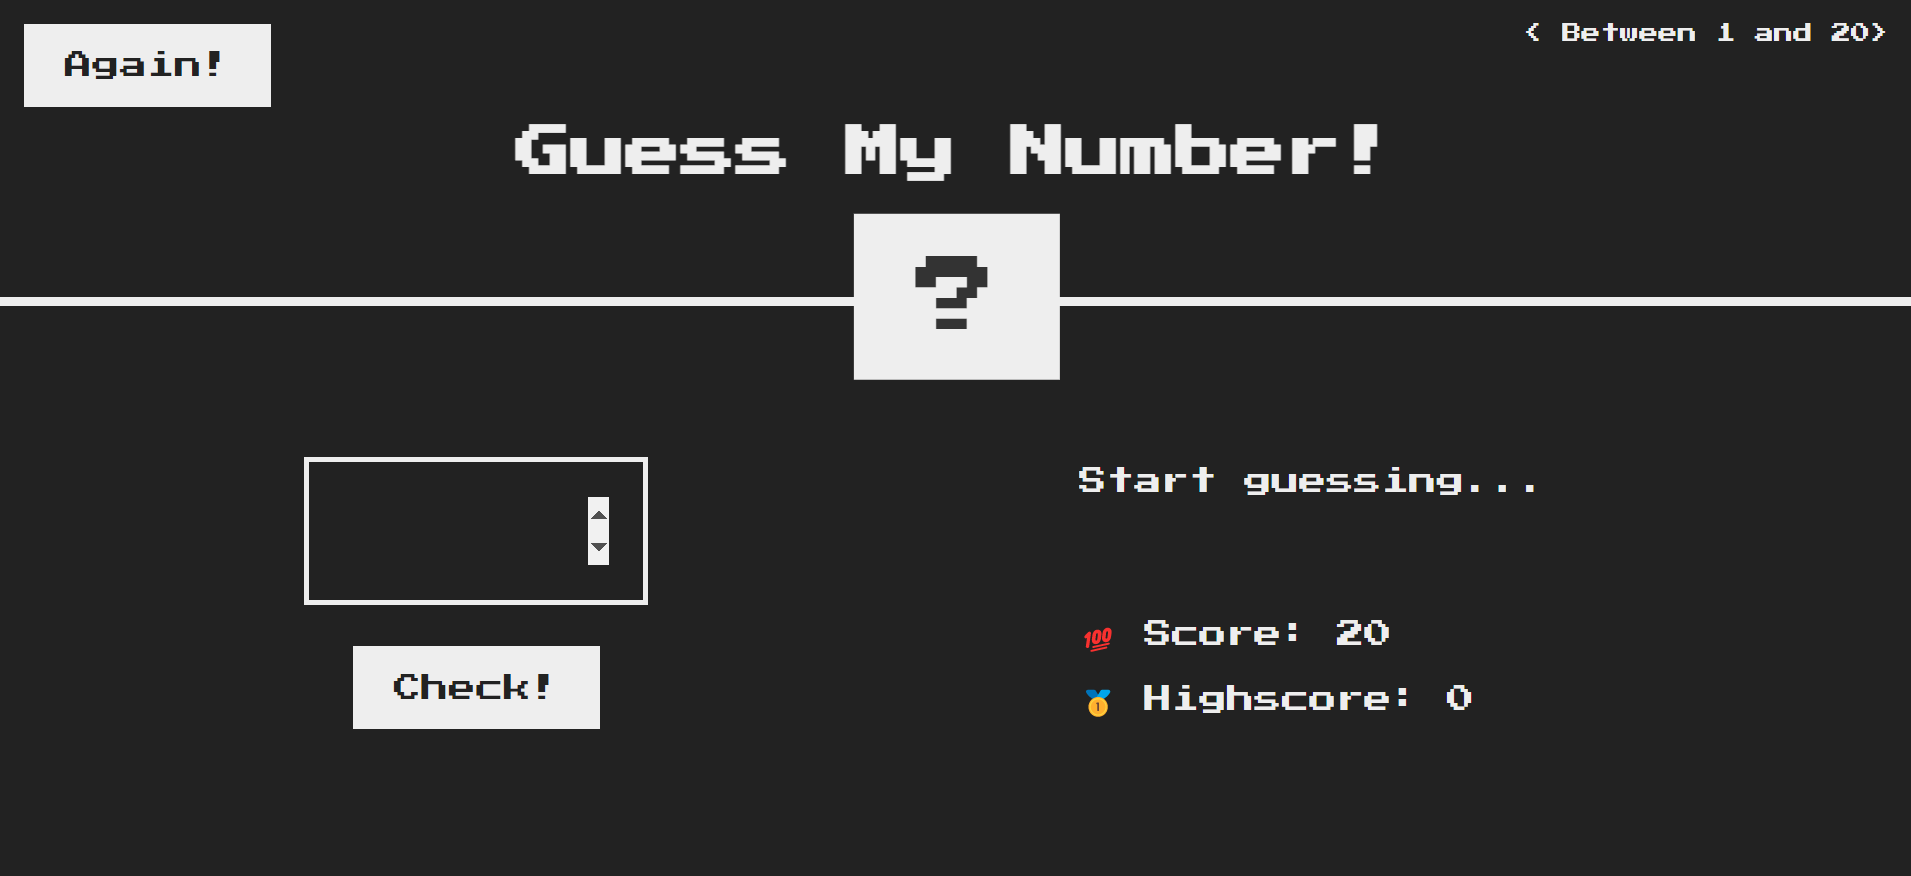 Again!
< Between 1 and 20>
Guess My Number!
?
Start guessing...
💯 Score: 20
🥇 Highscore: 0
Check!